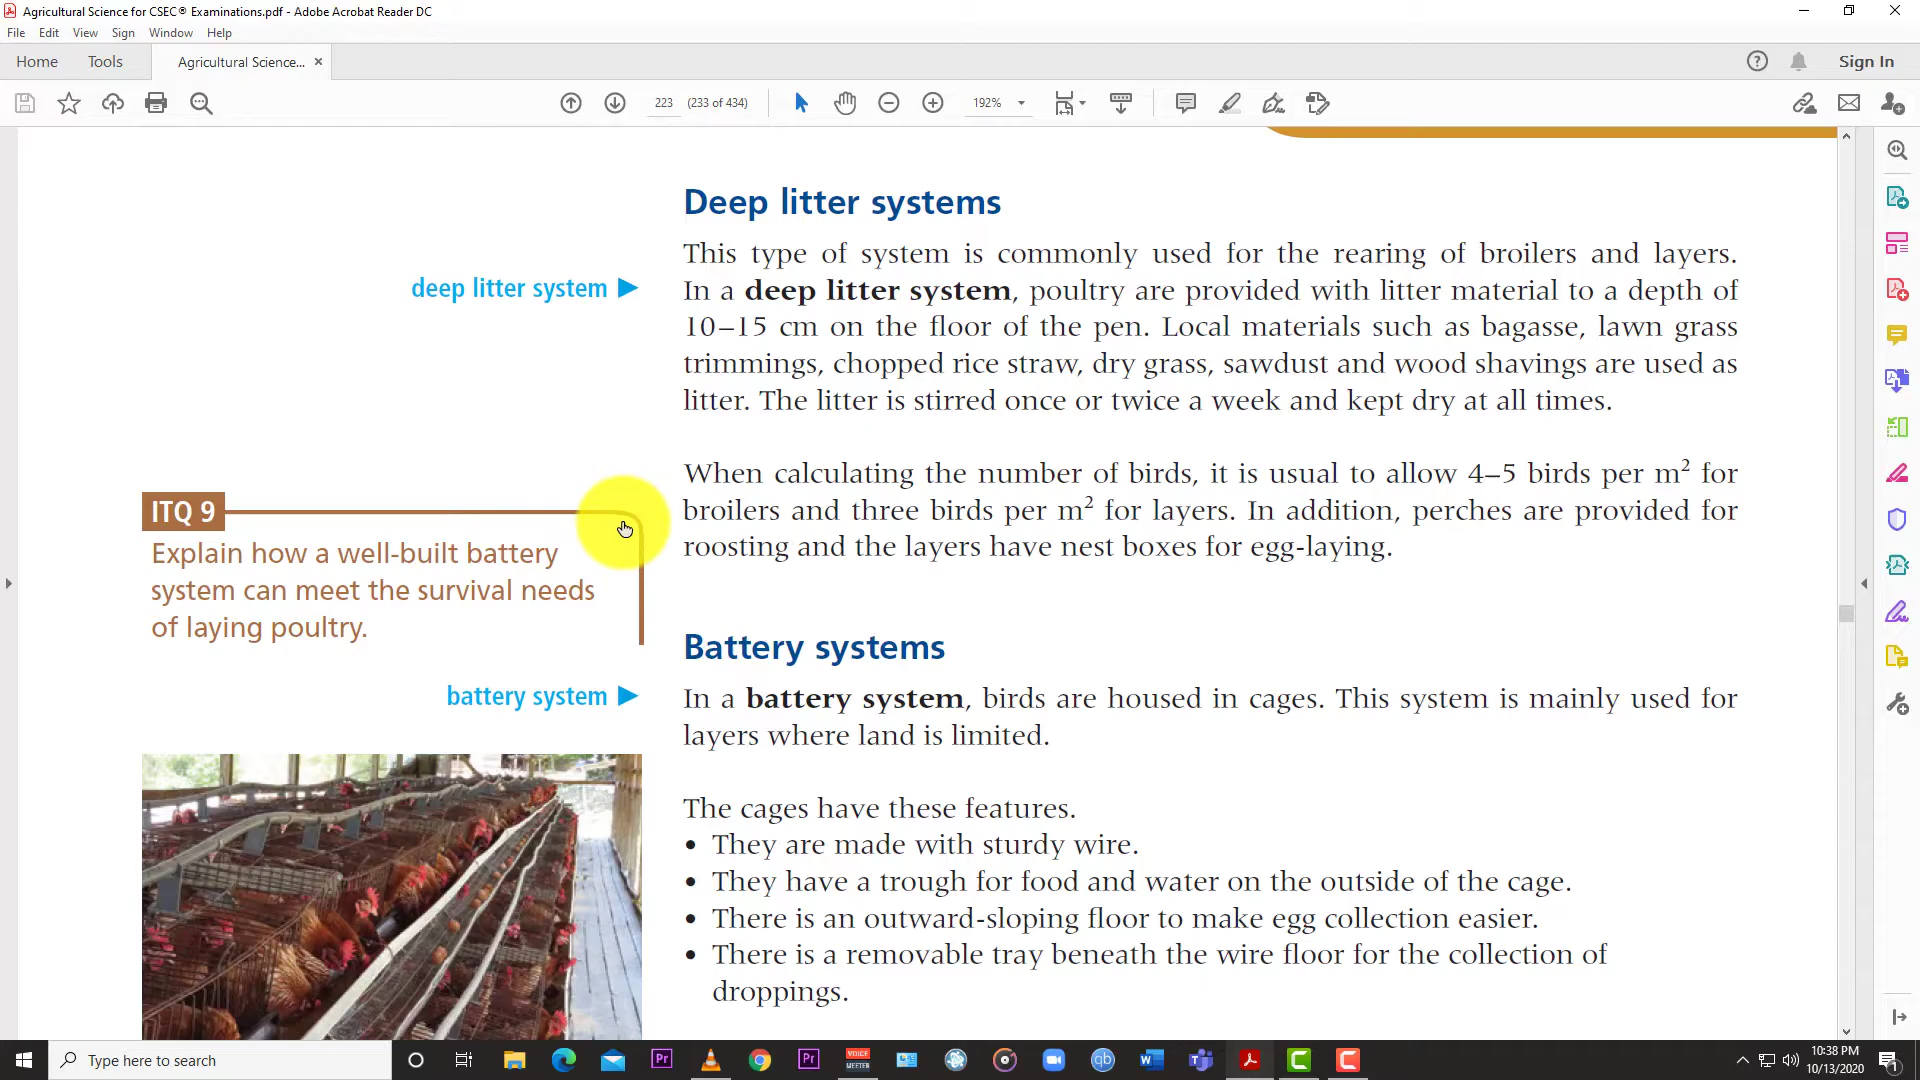 Agricultural Science for CSEC® Examinations.pdf - Adobe Acrobat Reader DC
File Edit View Sign Window Help
Home Tools Agricultural Science... × Sign In
223 (233 of 434) 192%
Deep litter systems
This type of system is commonly used for the rearing of broilers and layers.
deep litter system ▶
In a deep litter system, poultry are provided with litter material to a depth of
10–15 cm on the floor of the pen. Local materials such as bagasse, lawn grass
trimmings, chopped rice straw, dry grass, sawdust and wood shavings are used as
litter. The litter is stirred once or twice a week and kept dry at all times.
When calculating the number of birds, it is usual to allow 4–5 birds per m² for
broilers and three birds per m² for layers. In addition, perches are provided for
roosting and the layers have nest boxes for egg-laying.
ITQ 9
Explain how a well-built battery
system can meet the survival needs
of laying poultry.
Battery systems
battery system ▶
In a battery system, birds are housed in cages. This system is mainly used for
layers where land is limited.
The cages have these features.
• They are made with sturdy wire.
• They have a trough for food and water on the outside of the cage.
• There is an outward-sloping floor to make egg collection easier.
• There is a removable tray beneath the wire floor for the collection of
droppings.
Type here to search
Pr
Pr
VOICE
MEETER
qb
10:38 PM
10/13/2020
1